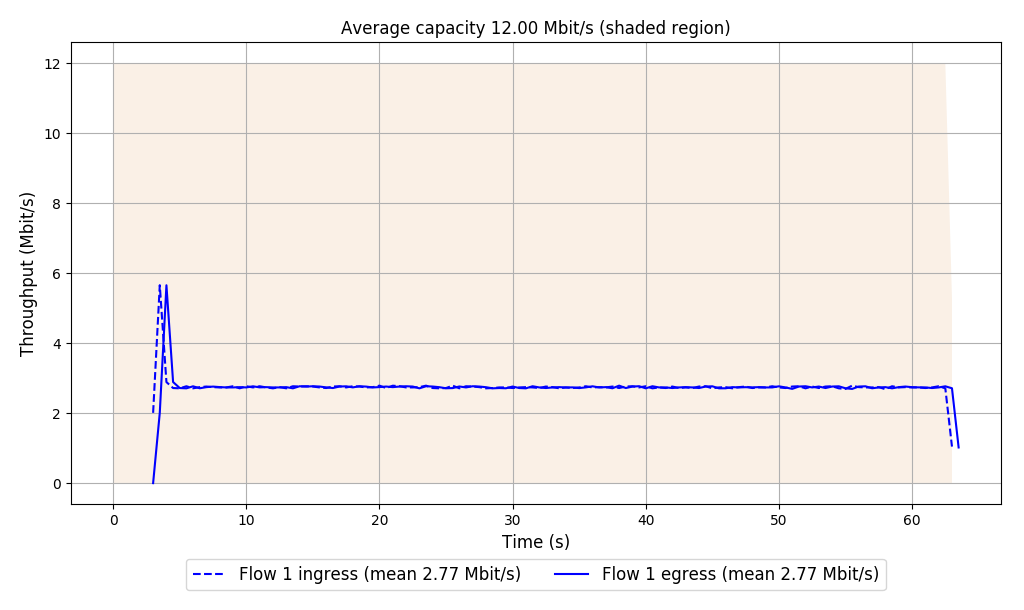 Average capacity 12.00 Mbit/s (shaded region)
12
10
8
6
4
2
0
Throughput (Mbit/s)
0 10 20 30 40 50 60
Time (s)
Flow 1 ingress (mean 2.77 Mbit/s) Flow 1 egress (mean 2.77 Mbit/s)